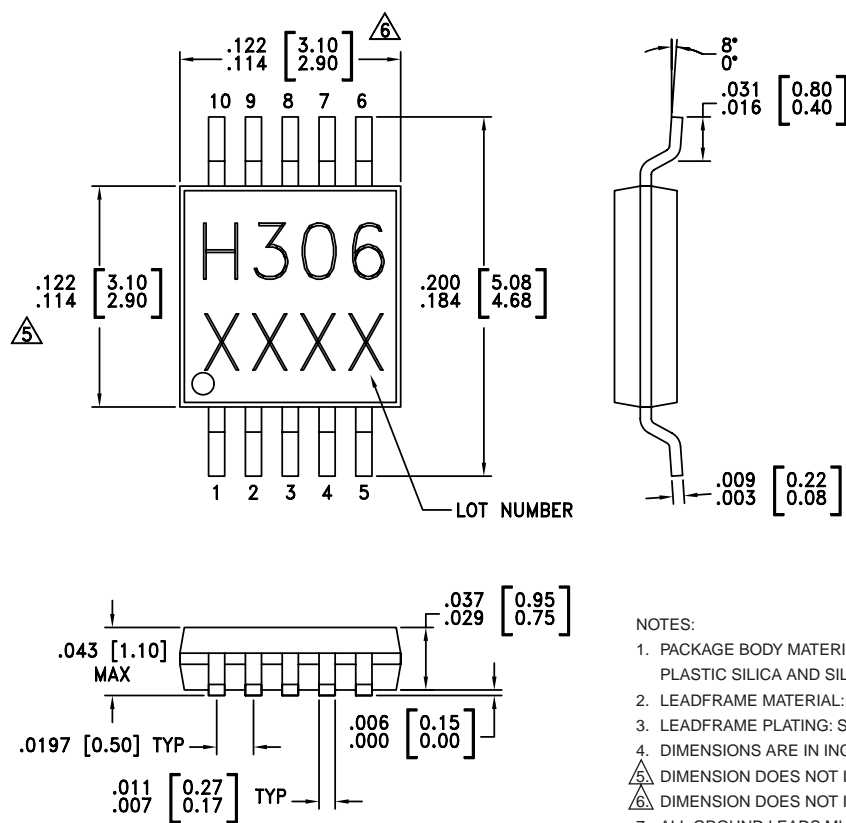 .122 [3.10]
.114 [2.90]
6
10 9 8 7 6
H306
XXXX
.122 [3.10]
.114 [2.90]
5
.200 [5.08]
.184 [4.68]
1 2 3 4 5
LOT NUMBER
8°
0°
.031 [0.80]
.016 [0.40]
.009 [0.22]
.003 [0.08]
.043 [1.10]
MAX
.037 [0.95]
.029 [0.75]
.006 [0.15]
.000 [0.00]
.0197 [0.50] TYP
.011 [0.27]
.007 [0.17] TYP
NOTES:
1. PACKAGE BODY MATERI
PLASTIC SILICA AND SIL
2. LEADFRAME MATERIAL:
3. LEADFRAME PLATING: S
4. DIMENSIONS ARE IN INC
5. DIMENSION DOES NOT I
6. DIMENSION DOES NOT I